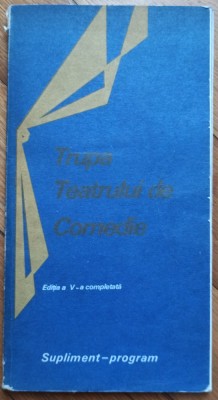 Trupa
Teatrului de
Comedie
Ediția a V-a completată
Supliment-program